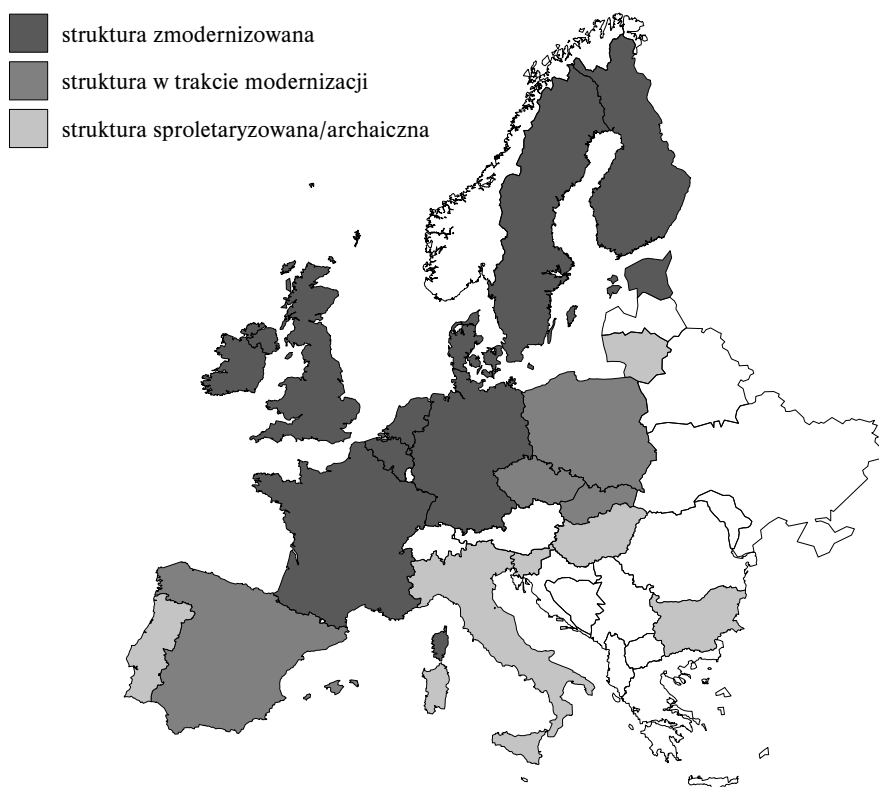 struktura zmodernizowana
struktura w trakcie modernizacji
struktura sproletaryzowana/archaiczna